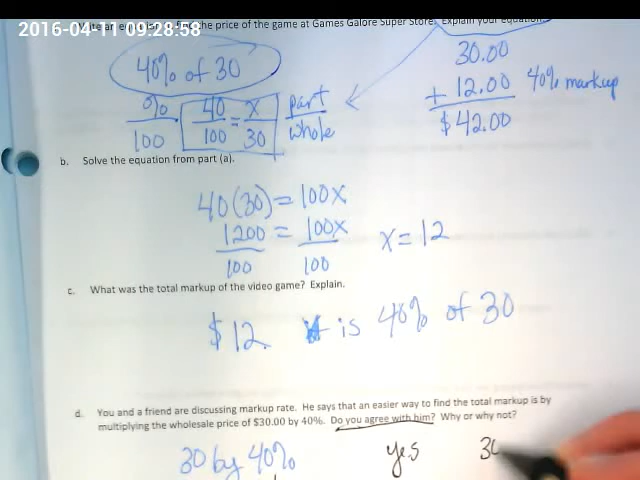 2016-04-11 09:28:58
the price of the game at Games Galore Super Store. Explain your equation.
40% of 30
30.00
+ 12.00 40% markup
$42.00
% 40 x part
100 100 = 30 whole
b. Solve the equation from part (a).
40(30) = 100x
1200 = 100x
100 100
x = 12
c. What was the total markup of the video game? Explain.
$12. is 40% of 30
d. You and a friend are discussing markup rate. He says that an easier way to find the total markup is by
multiplying the wholesale price of $30.00 by 40%. Do you agree with him? Why or why not?
30 by 40% yes 30